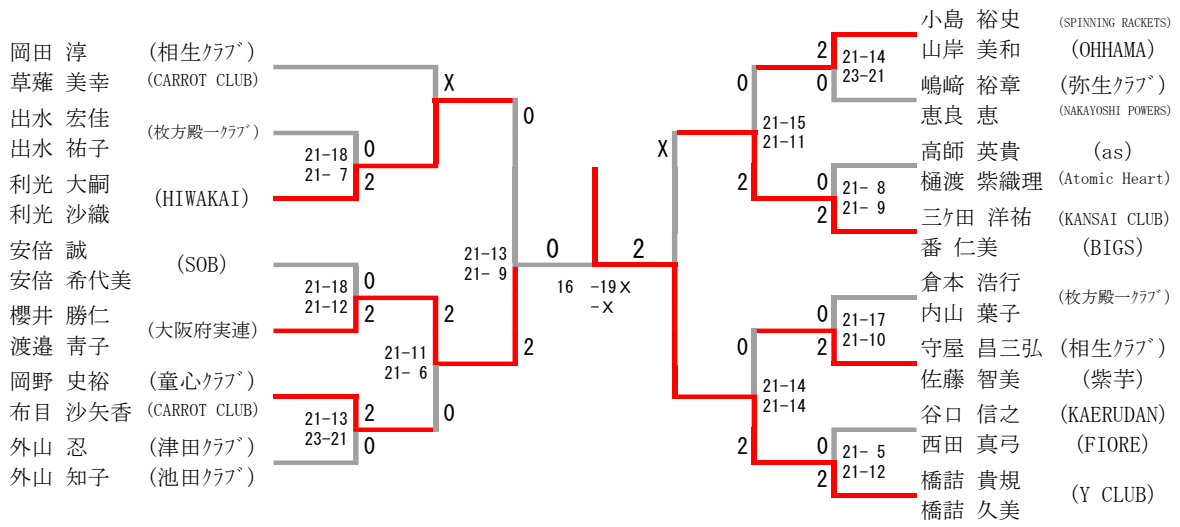 岡田 淳 (相生ｸﾗﾌﾞ)
草薙 美幸 (CARROT CLUB)
X
出水 宏佳
出水 祐子
(枚方殿一ｸﾗﾌﾞ)
21-18
21- 7
0
2
利光 大嗣
利光 沙織
(HIWAKAI)
0
安倍 誠
安倍 希代美
(SOB)
21-18
21-12
0
2
櫻井 勝仁
渡邉 靑子
(大阪府実連)
2
21-11
21- 6
0
21-13
21- 9
2
岡野 史裕 (童心ｸﾗﾌﾞ)
布目 沙矢香 (CARROT CLUB)
21-13
23-21
2
0
外山 忍 (津田ｸﾗﾌﾞ)
外山 知子 (池田ｸﾗﾌﾞ)
0 2
16 -19X
-X
小島 裕史 (SPINNING RACKETS)
山岸 美和 (OHHAMA)
2
0
21-14
23-21
嶋﨑 裕章 (弥生ｸﾗﾌﾞ)
恵良 恵 (NAKAYOSHI POWERS)
0
21-15
21-11
2
X
高師 英貴 (as)
樋渡 紫織理 (Atomic Heart)
0
2
21- 8
21- 9
三ケ田 洋祐 (KANSAI CLUB)
番 仁美 (BIGS)
倉本 浩行
内山 葉子
(枚方殿一ｸﾗﾌﾞ)
0
2
21-17
21-10
守屋 昌三弘 (相生ｸﾗﾌﾞ)
佐藤 智美 (紫芋)
0
21-14
21-14
2
谷口 信之 (KAERUDAN)
西田 真弓 (FIORE)
0
2
21- 5
21-12
橋詰 貴規
橋詰 久美
(Y CLUB)